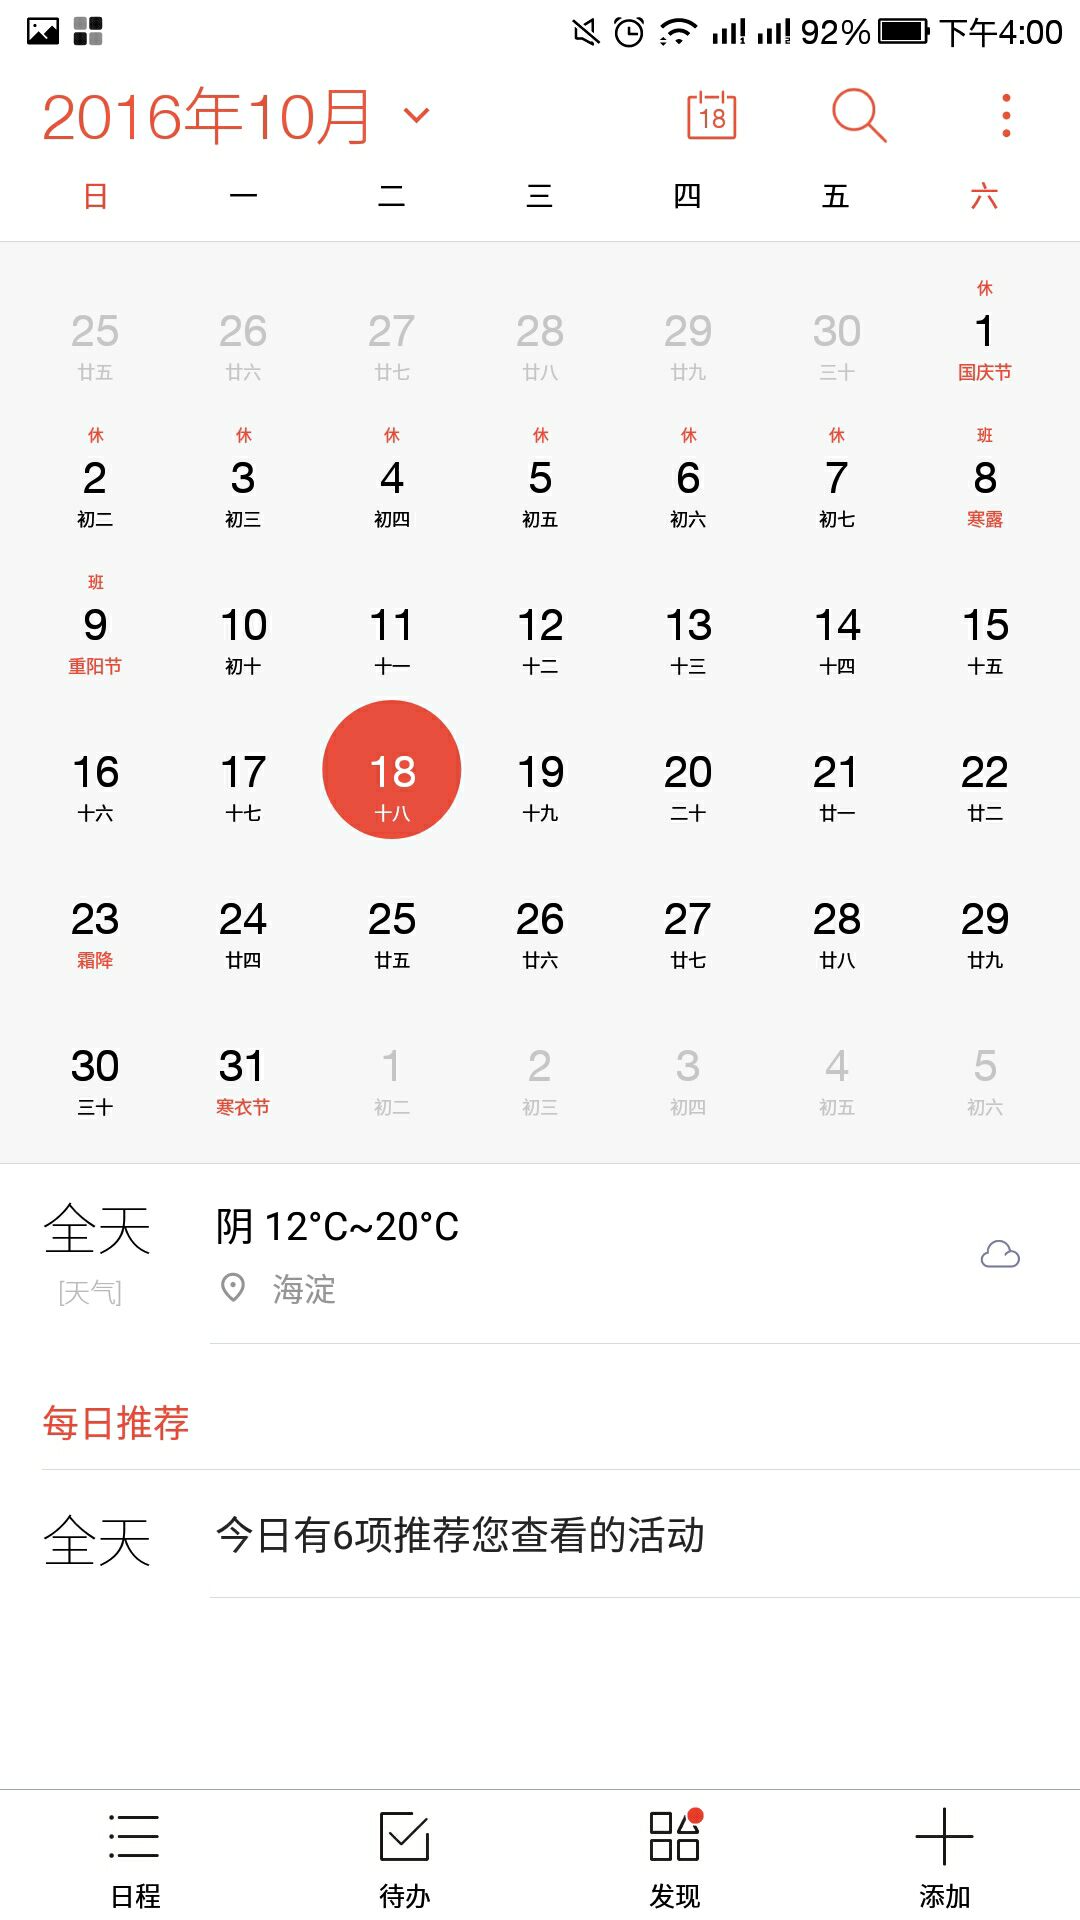 92% 下午4:00
2016年10月 18
日 一 二 三 四 五 六
休
25 26 27 28 29 30 1
廿五 廿六 廿七 廿八 廿九 三十 国庆节
休 休 休 休 休 休 班
2 3 4 5 6 7 8
初二 初三 初四 初五 初六 初七 寒露
班
9 10 11 12 13 14 15
重阳节 初十 十一 十二 十三 十四 十五
16 17 18 19 20 21 22
十六 十七 十八 十九 二十 廿一 廿二
23 24 25 26 27 28 29
霜降 廿四 廿五 廿六 廿七 廿八 廿九
30 31 1 2 3 4 5
三十 寒衣节 初二 初三 初四 初五 初六
全天 阴 12°C~20°C
[天气] 海淀
每日推荐
全天 今日有6项推荐您查看的活动
日程 待办 发现 添加